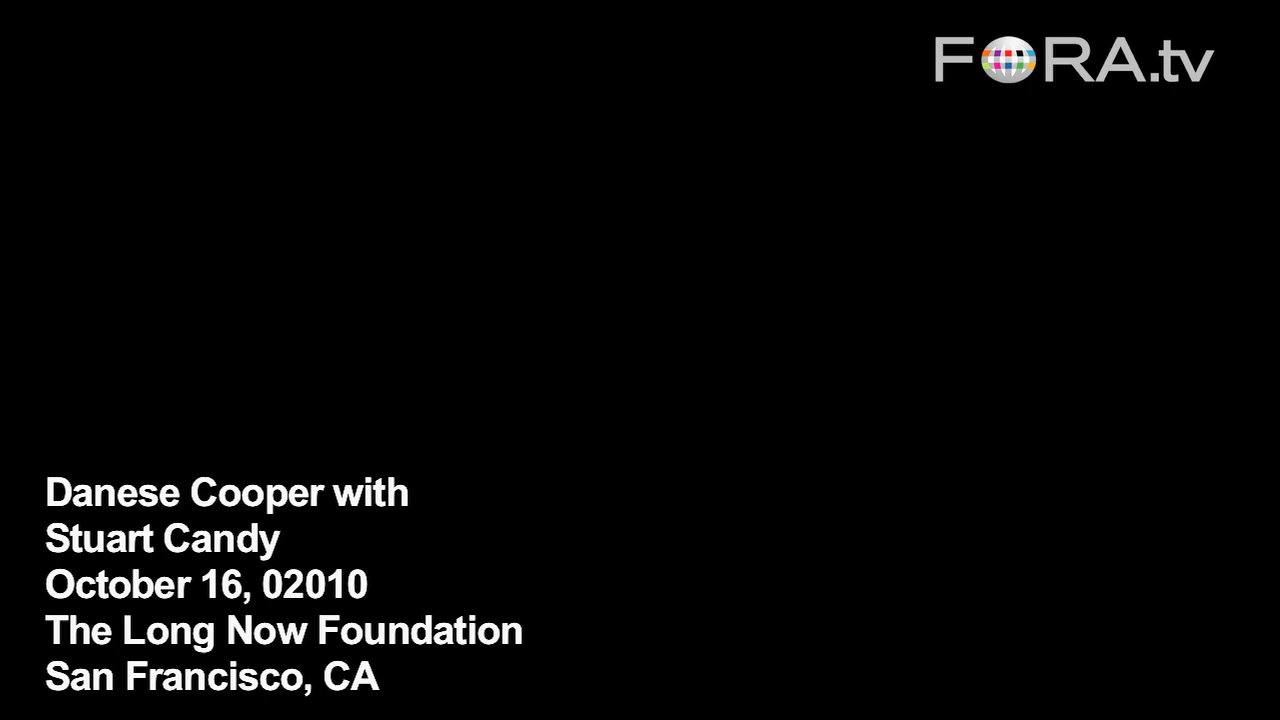 FORA.tv
Danese Cooper with
Stuart Candy
October 16, 02010
The Long Now Foundation
San Francisco, CA